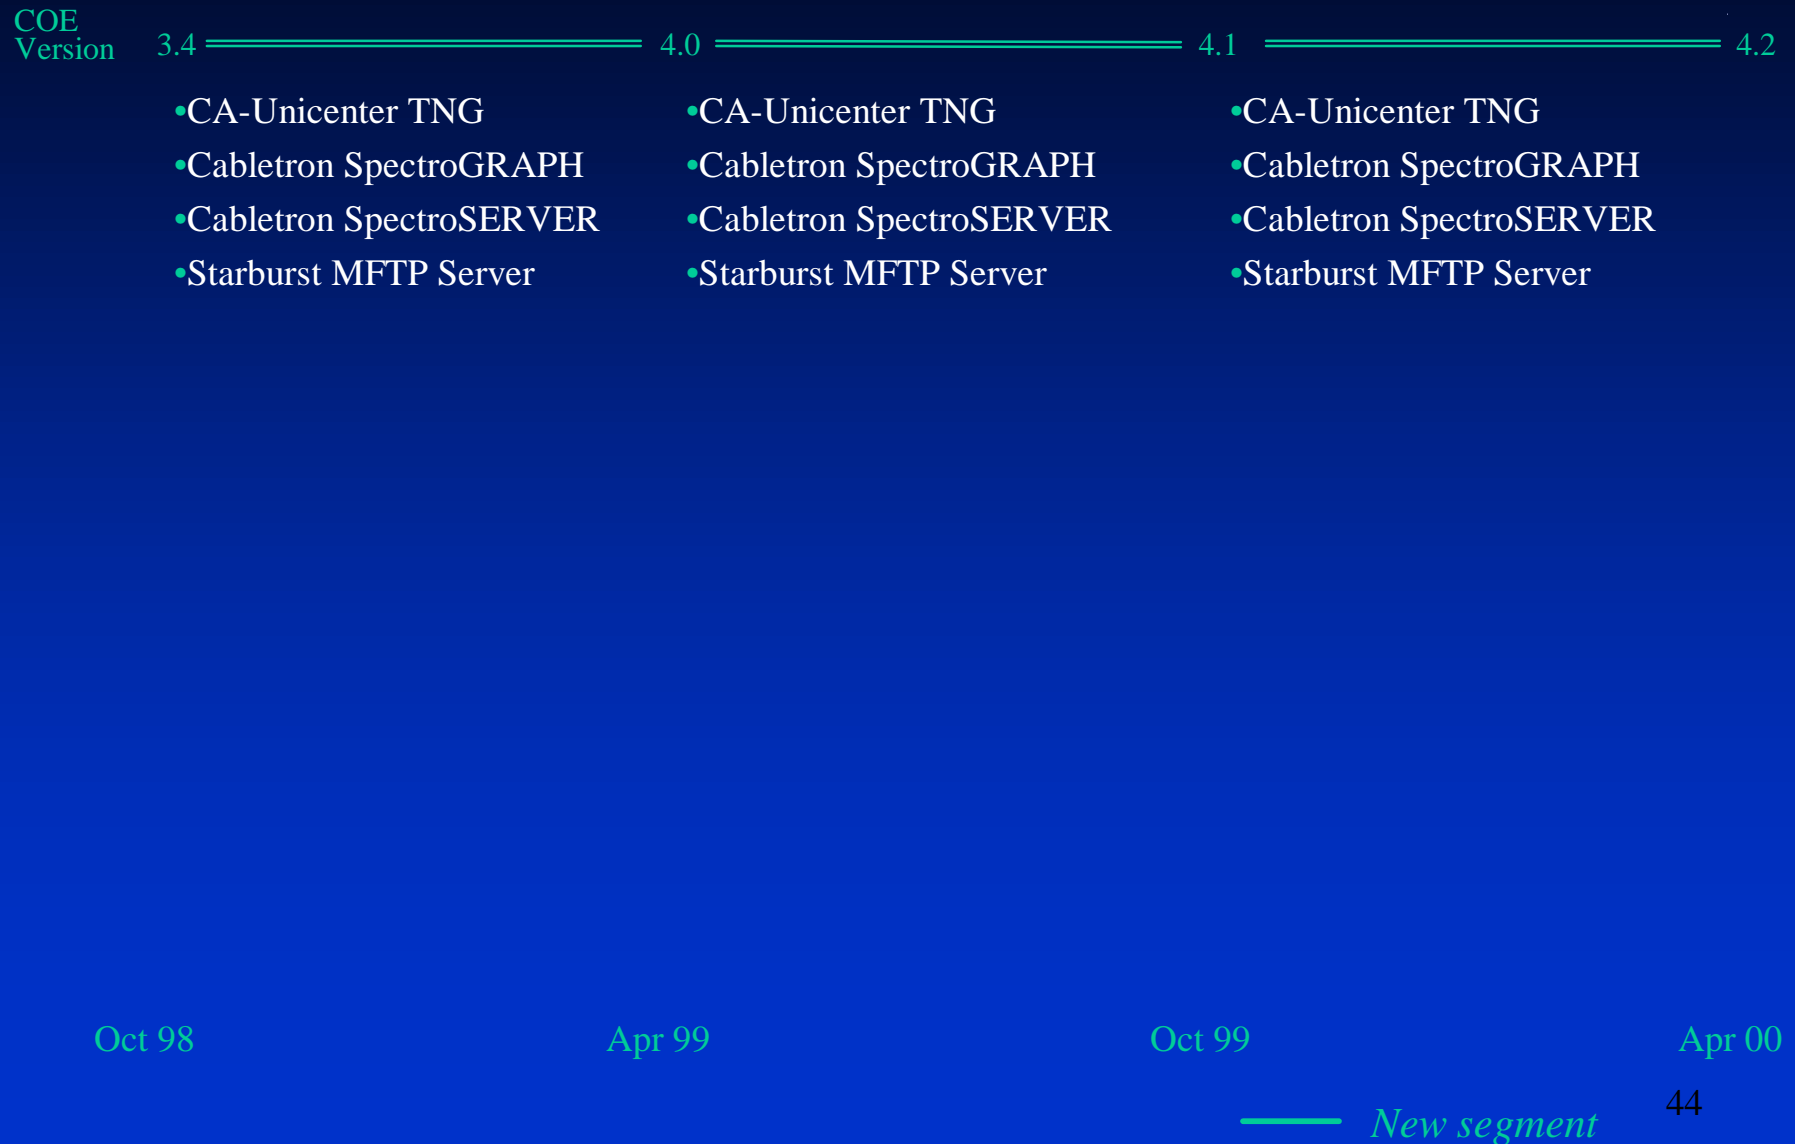 COE
Version 3.4 4.0 4.1 4.2
•CA-Unicenter TNG
•Cabletron SpectroGRAPH
•Cabletron SpectroSERVER
•Starburst MFTP Server
•CA-Unicenter TNG
•Cabletron SpectroGRAPH
•Cabletron SpectroSERVER
•Starburst MFTP Server
•CA-Unicenter TNG
•Cabletron SpectroGRAPH
•Cabletron SpectroSERVER
•Starburst MFTP Server
Oct 98 Apr 99 Oct 99 Apr 00
New segment
44